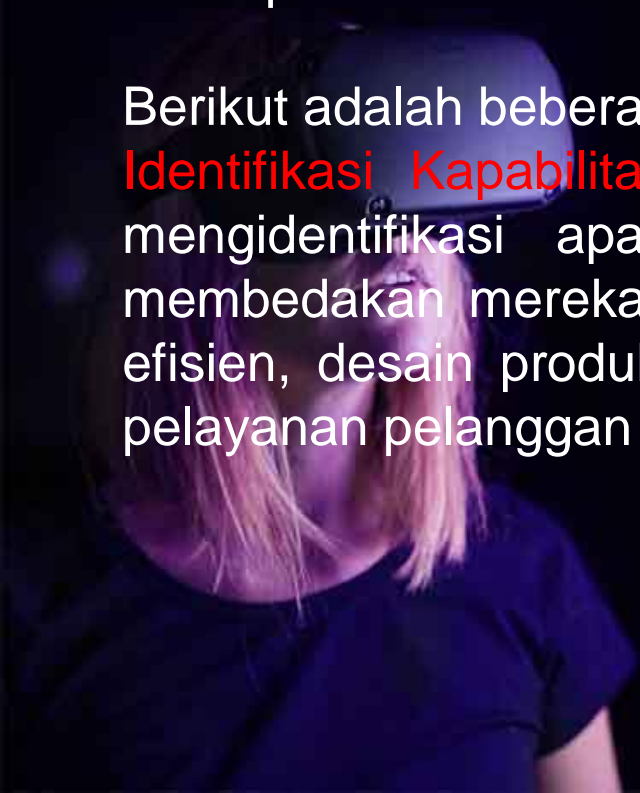 Berikut adalah bebera
Identifikasi Kapabilita
mengidentifikasi apa
membedakan mereka
efisien, desain produk
pelayanan pelanggan